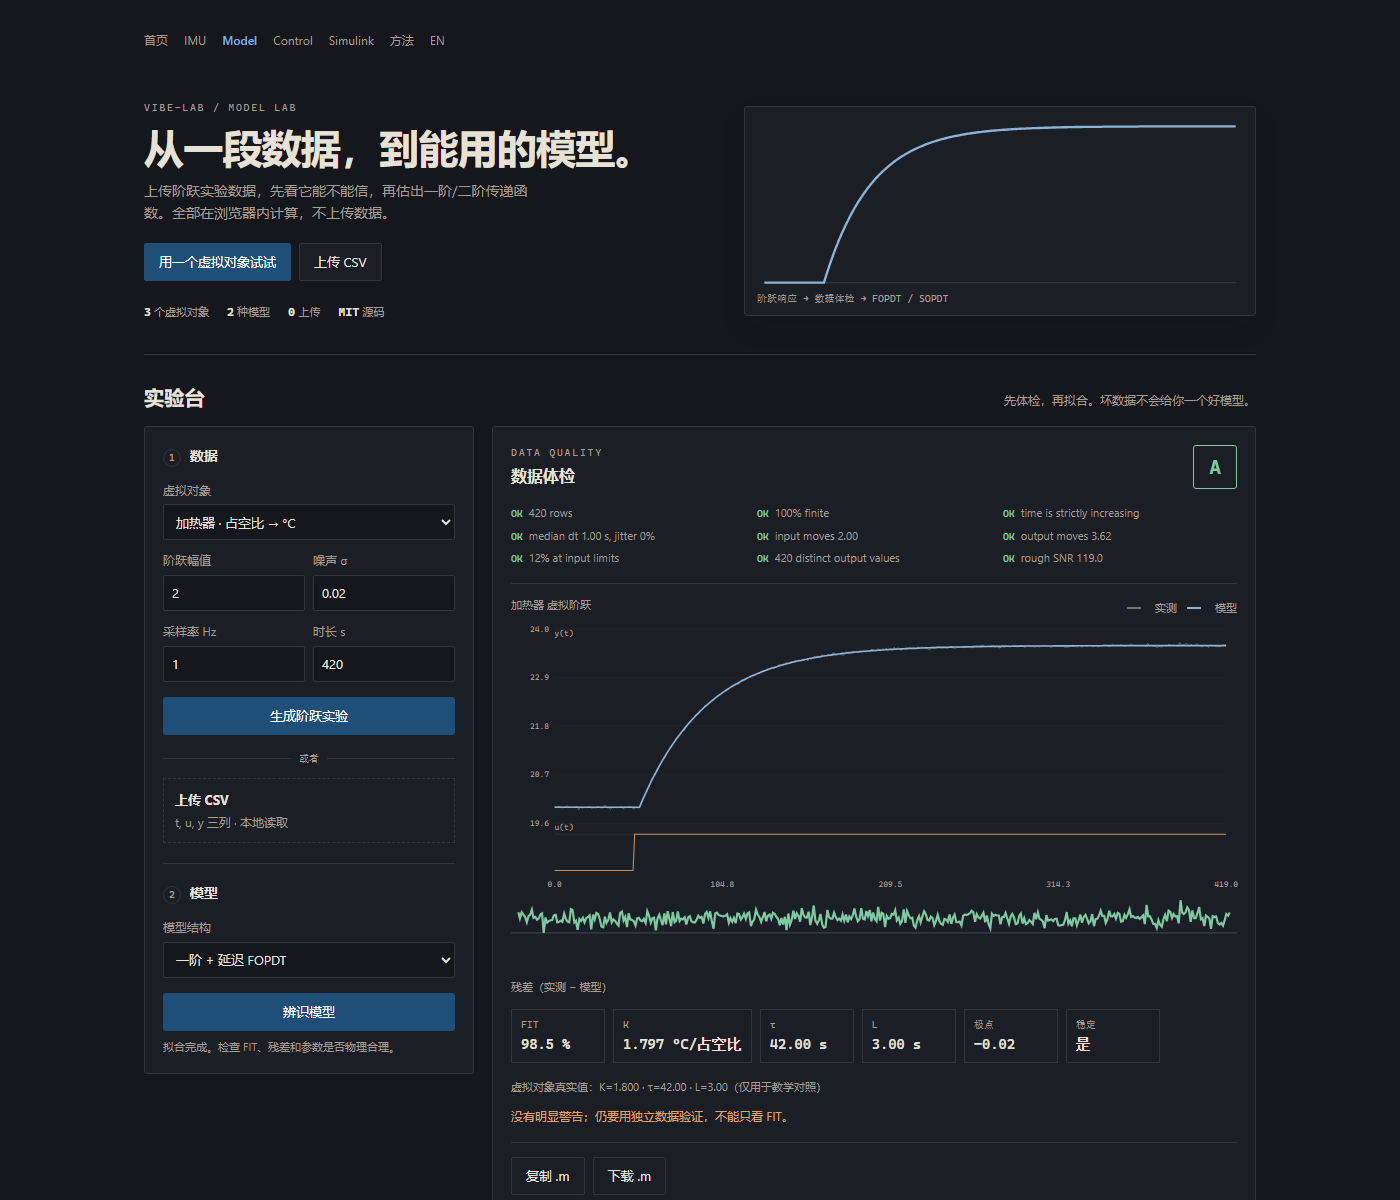 首页 IMU Model Control Simulink 方法 EN
VIBE-LAB / MODEL LAB
从一段数据，到能用的模型。
上传阶跃实验数据，先看它能不能信，再估出一阶/二阶传递函
数。全部在浏览器内计算，不上传数据。
用一个虚拟对象试试 上传 CSV
3 个虚拟对象 2 种模型 0 上传 MIT 源码
阶跃响应 → 数据体检 → FOPDT / SOPDT
实验台
先体检，再拟合。坏数据不会给你一个好模型。
1 数据
虚拟对象
加热器 · 占空比 → °C
阶跃幅值 噪声 σ
2 0.02
采样率 Hz 时长 s
1 420
生成阶跃实验
或者
上传 CSV
t, u, y 三列 · 本地读取
2 模型
模型结构
一阶 + 延迟 FOPDT
辨识模型
拟合完成。检查 FIT、残差和参数是否物理合理。
DATA QUALITY
数据体检
A
OK 420 rows OK 100% finite OK time is strictly increasing
OK median dt 1.00 s, jitter 0% OK input moves 2.00 OK output moves 3.62
OK 12% at input limits OK 420 distinct output values OK rough SNR 119.0
加热器 虚拟阶跃
实测 模型
24.0 y(t)
22.9
21.8
20.7
19.6 u(t)
0.0 104.8 209.5 314.3 419.0
残差（实测 − 模型）
FIT K τ L 极点 稳定
98.5 % 1.797 °C/占空比 42.00 s 3.00 s −0.02 是
虚拟对象真实值：K=1.800 · τ=42.00 · L=3.00（仅用于教学对照）
没有明显警告；仍要用独立数据验证，不能只看 FIT。
复制 .m 下载 .m